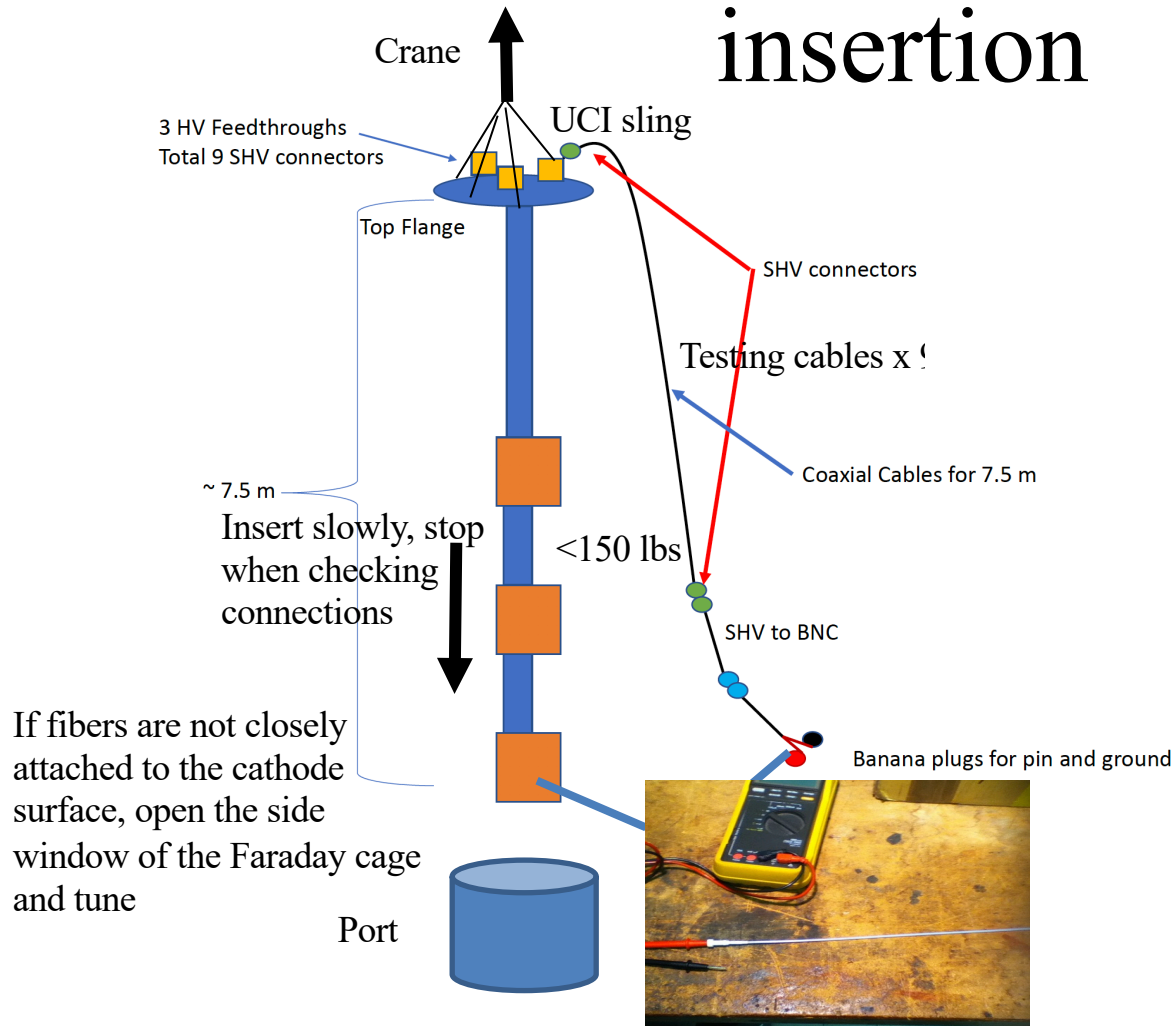 insertion
Crane
UCI sling
3 HV Feedthroughs
Total 9 SHV connectors
Top Flange
SHV connectors
Testing cables x
Coaxial Cables for 7.5 m
~ 7.5 m
Insert slowly, stop
when checking
connections
<150 lbs
SHV to BNC
If fibers are not closely
attached to the cathode
surface, open the side
window of the Faraday cage
and tune
Banana plugs for pin and ground
Port